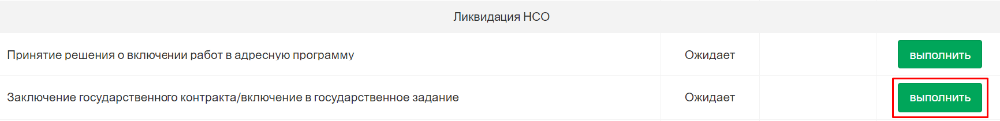 Ликвидация НСО
Принятие решения о включении работ в адресную программу Ожидает выполнить
Заключение государственного контракта/включение в государственное задание Ожидает выполнить